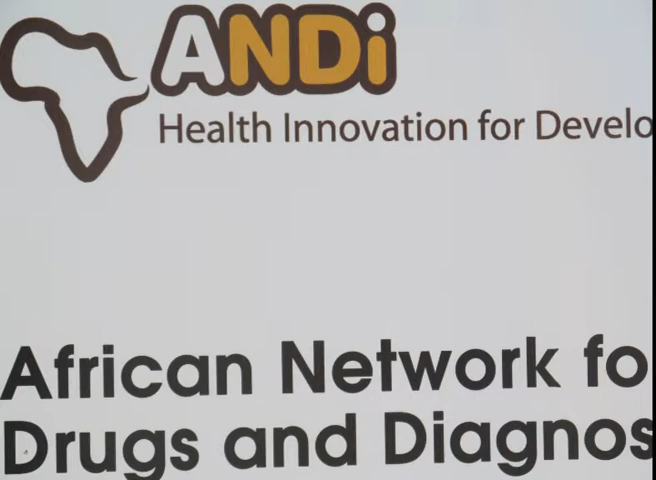 ANDi
Health Innovation for Develo
African Network fo
Drugs and Diagnos